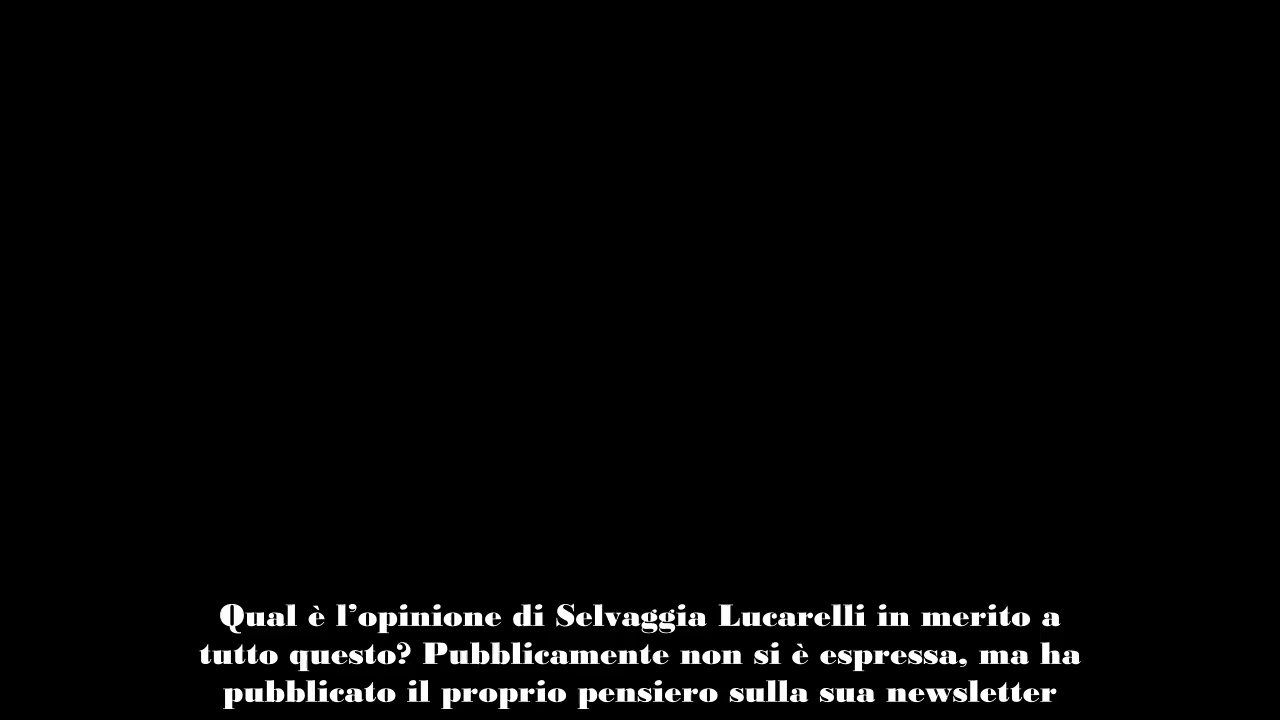 Qual è l’opinione di Selvaggia Lucarelli in merito a
tutto questo? Pubblicamente non si è espressa, ma ha
pubblicato il proprio pensiero sulla sua newsletter